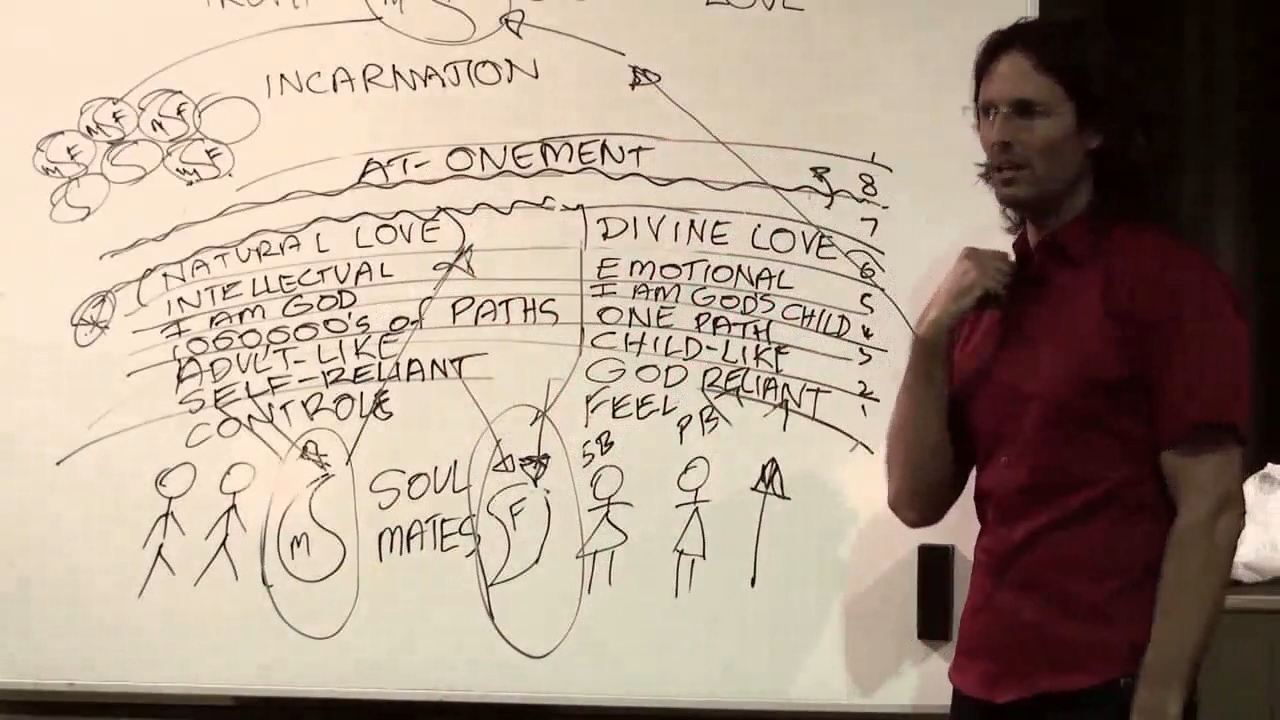 TRUTH M S LOVE
INCARNATION
M S F M S F
M S F S M S F
S
AT-ONEMENT 8
7
NATURAL LOVE DIVINE LOVE 6
INTELLECTUAL EMOTIONAL 5
I AM GOD I AM GOD'S CHILD 4
1000000's of PATHS ONE PATH 3
ADULT-LIKE CHILD-LIKE
SELF-RELIANT GOD RELIANT 2
CONTROL FEEL 1
SB PB
SOUL
MATES
M S F